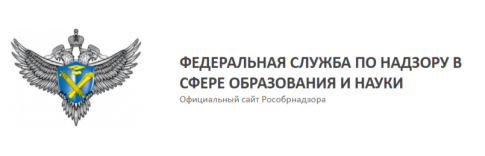 ФЕДЕРАЛЬНАЯ СЛУЖБА ПО НАДЗОРУ В
СФЕРЕ ОБРАЗОВАНИЯ И НАУКИ
Официальный сайт Рособрнадзора